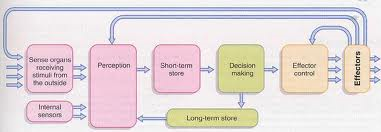 Sense organs
receiving
stimuli from
the outside
Internal
sensors
Perception
Short-term
store
Decision
making
Effector
control
Effectors
Long-term store